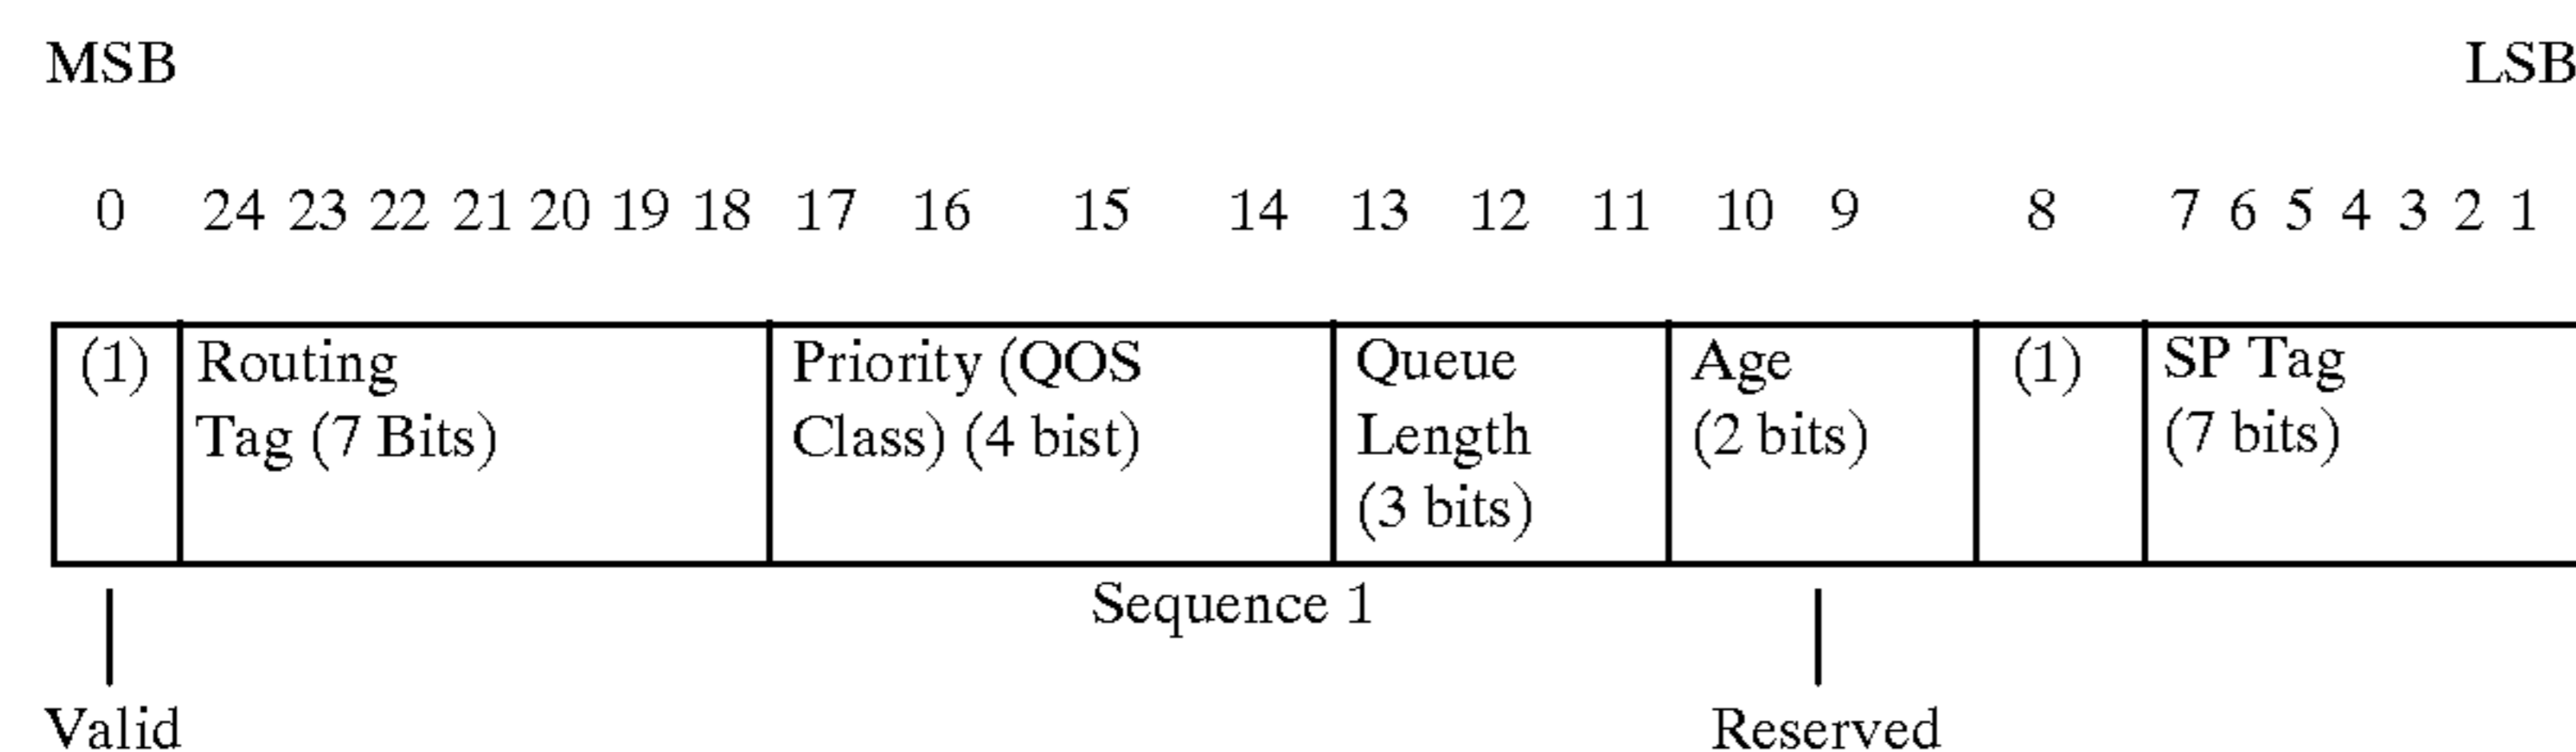 MSB LSB
0 24 23 22 21 20 19 18 17 16 15 14 13 12 11 10 9 8 7 6 5 4 3 2 1
(1) Routing Priority (QOS Queue Age (1) SP Tag
Tag (7 Bits) Class) (4 bist) Length (2 bits) (7 bits)
(3 bits)
Sequence 1
Valid Reserved